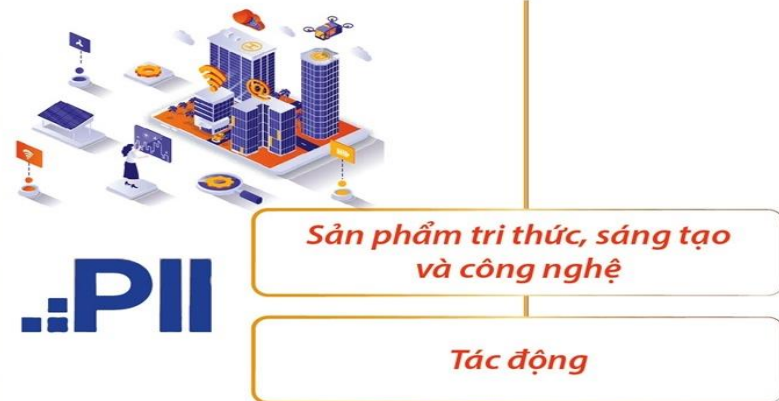 Sản phẩm tri thức, sáng tạo
và công nghệ
PII
Tác động